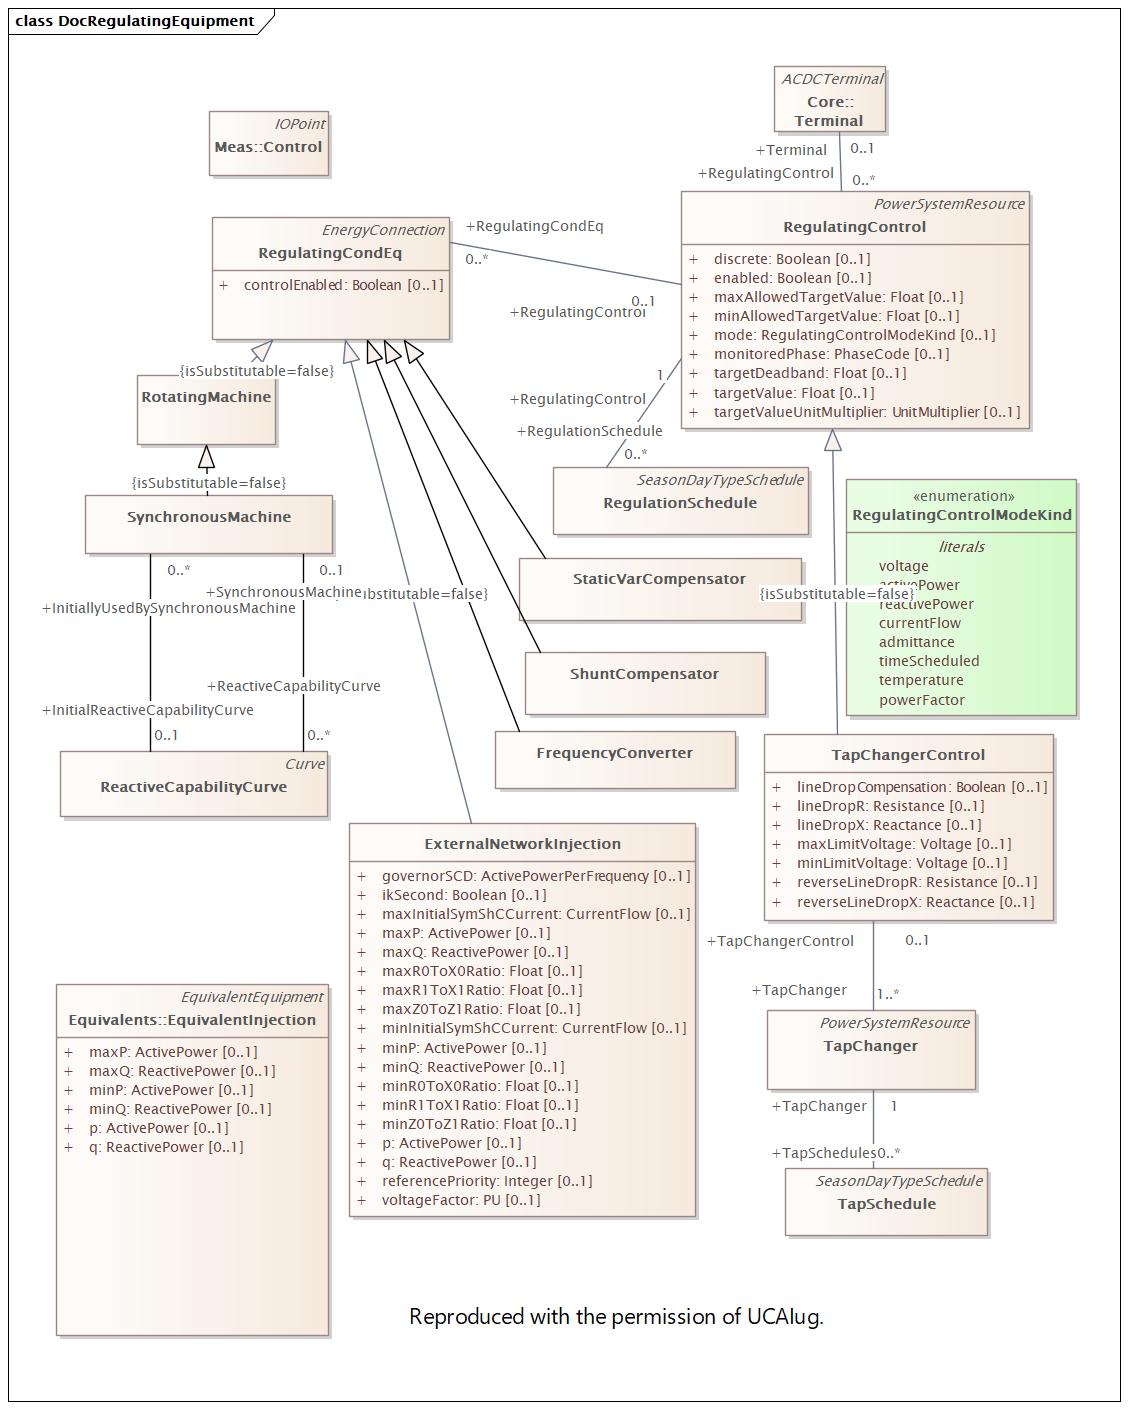 class DocRegulatingEquipment
ACDCTerminal
Core::
Terminal
+Terminal 0..1
+RegulatingControl 0..*
IOPoint
Meas::Control
EnergyConnection
RegulatingCondEq
+ controlEnabled: Boolean [0..1]
+RegulatingCondEq
0..*
0..1
+RegulatingControl
PowerSystemResource
RegulatingControl
+ discrete: Boolean [0..1]
+ enabled: Boolean [0..1]
+ maxAllowedTargetValue: Float [0..1]
+ minAllowedTargetValue: Float [0..1]
+ mode: RegulatingControlModeKind [0..1]
+ monitoredPhase: PhaseCode [0..1]
+ targetDeadband: Float [0..1]
+ targetValue: Float [0..1]
+ targetValueUnitMultiplier: UnitMultiplier [0..1]
{isSubstitutable=false}
RotatingMachine
1
+RegulatingControl
+RegulationSchedule
0..*
SeasonDayTypeSchedule
RegulationSchedule
{isSubstitutable=false}
SynchronousMachine
0..* 0..1
+SynchronousMachine
+InitiallyUsedBySynchronousMachine
+ReactiveCapabilityCurve
+InitialReactiveCapabilityCurve
0..1 0..*
Curve
ReactiveCapabilityCurve
bstitutable=false}
StaticVarCompensator
ShuntCompensator
FrequencyConverter
«enumeration»
RegulatingControlModeKind
literals
voltage
activePower
reactivePower
currentFlow
admittance
timeScheduled
temperature
powerFactor
{isSubstitutable=false}
TapChangerControl
+ lineDropCompensation: Boolean [0..1]
+ lineDropR: Resistance [0..1]
+ lineDropX: Reactance [0..1]
+ maxLimitVoltage: Voltage [0..1]
+ minLimitVoltage: Voltage [0..1]
+ reverseLineDropR: Resistance [0..1]
+ reverseLineDropX: Reactance [0..1]
+TapChangerControl 0..1
+TapChanger 1..*
PowerSystemResource
TapChanger
+TapChanger 1
+TapSchedules 0..*
SeasonDayTypeSchedule
TapSchedule
ExternalNetworkInjection
+ governorSCD: ActivePowerPerFrequency [0..1]
+ ikSecond: Boolean [0..1]
+ maxInitialSymShCCurrent: CurrentFlow [0..1]
+ maxP: ActivePower [0..1]
+ maxQ: ReactivePower [0..1]
+ maxR0ToX0Ratio: Float [0..1]
+ maxR1ToX1Ratio: Float [0..1]
+ maxZ0ToZ1Ratio: Float [0..1]
+ minInitialSymShCCurrent: CurrentFlow [0..1]
+ minP: ActivePower [0..1]
+ minQ: ReactivePower [0..1]
+ minR0ToX0Ratio: Float [0..1]
+ minR1ToX1Ratio: Float [0..1]
+ minZ0ToZ1Ratio: Float [0..1]
+ p: ActivePower [0..1]
+ q: ReactivePower [0..1]
+ referencePriority: Integer [0..1]
+ voltageFactor: PU [0..1]
EquivalentEquipment
Equivalents::EquivalentInjection
+ maxP: ActivePower [0..1]
+ maxQ: ReactivePower [0..1]
+ minP: ActivePower [0..1]
+ minQ: ReactivePower [0..1]
+ p: ActivePower [0..1]
+ q: ReactivePower [0..1]
Reproduced with the permission of UCAIug.